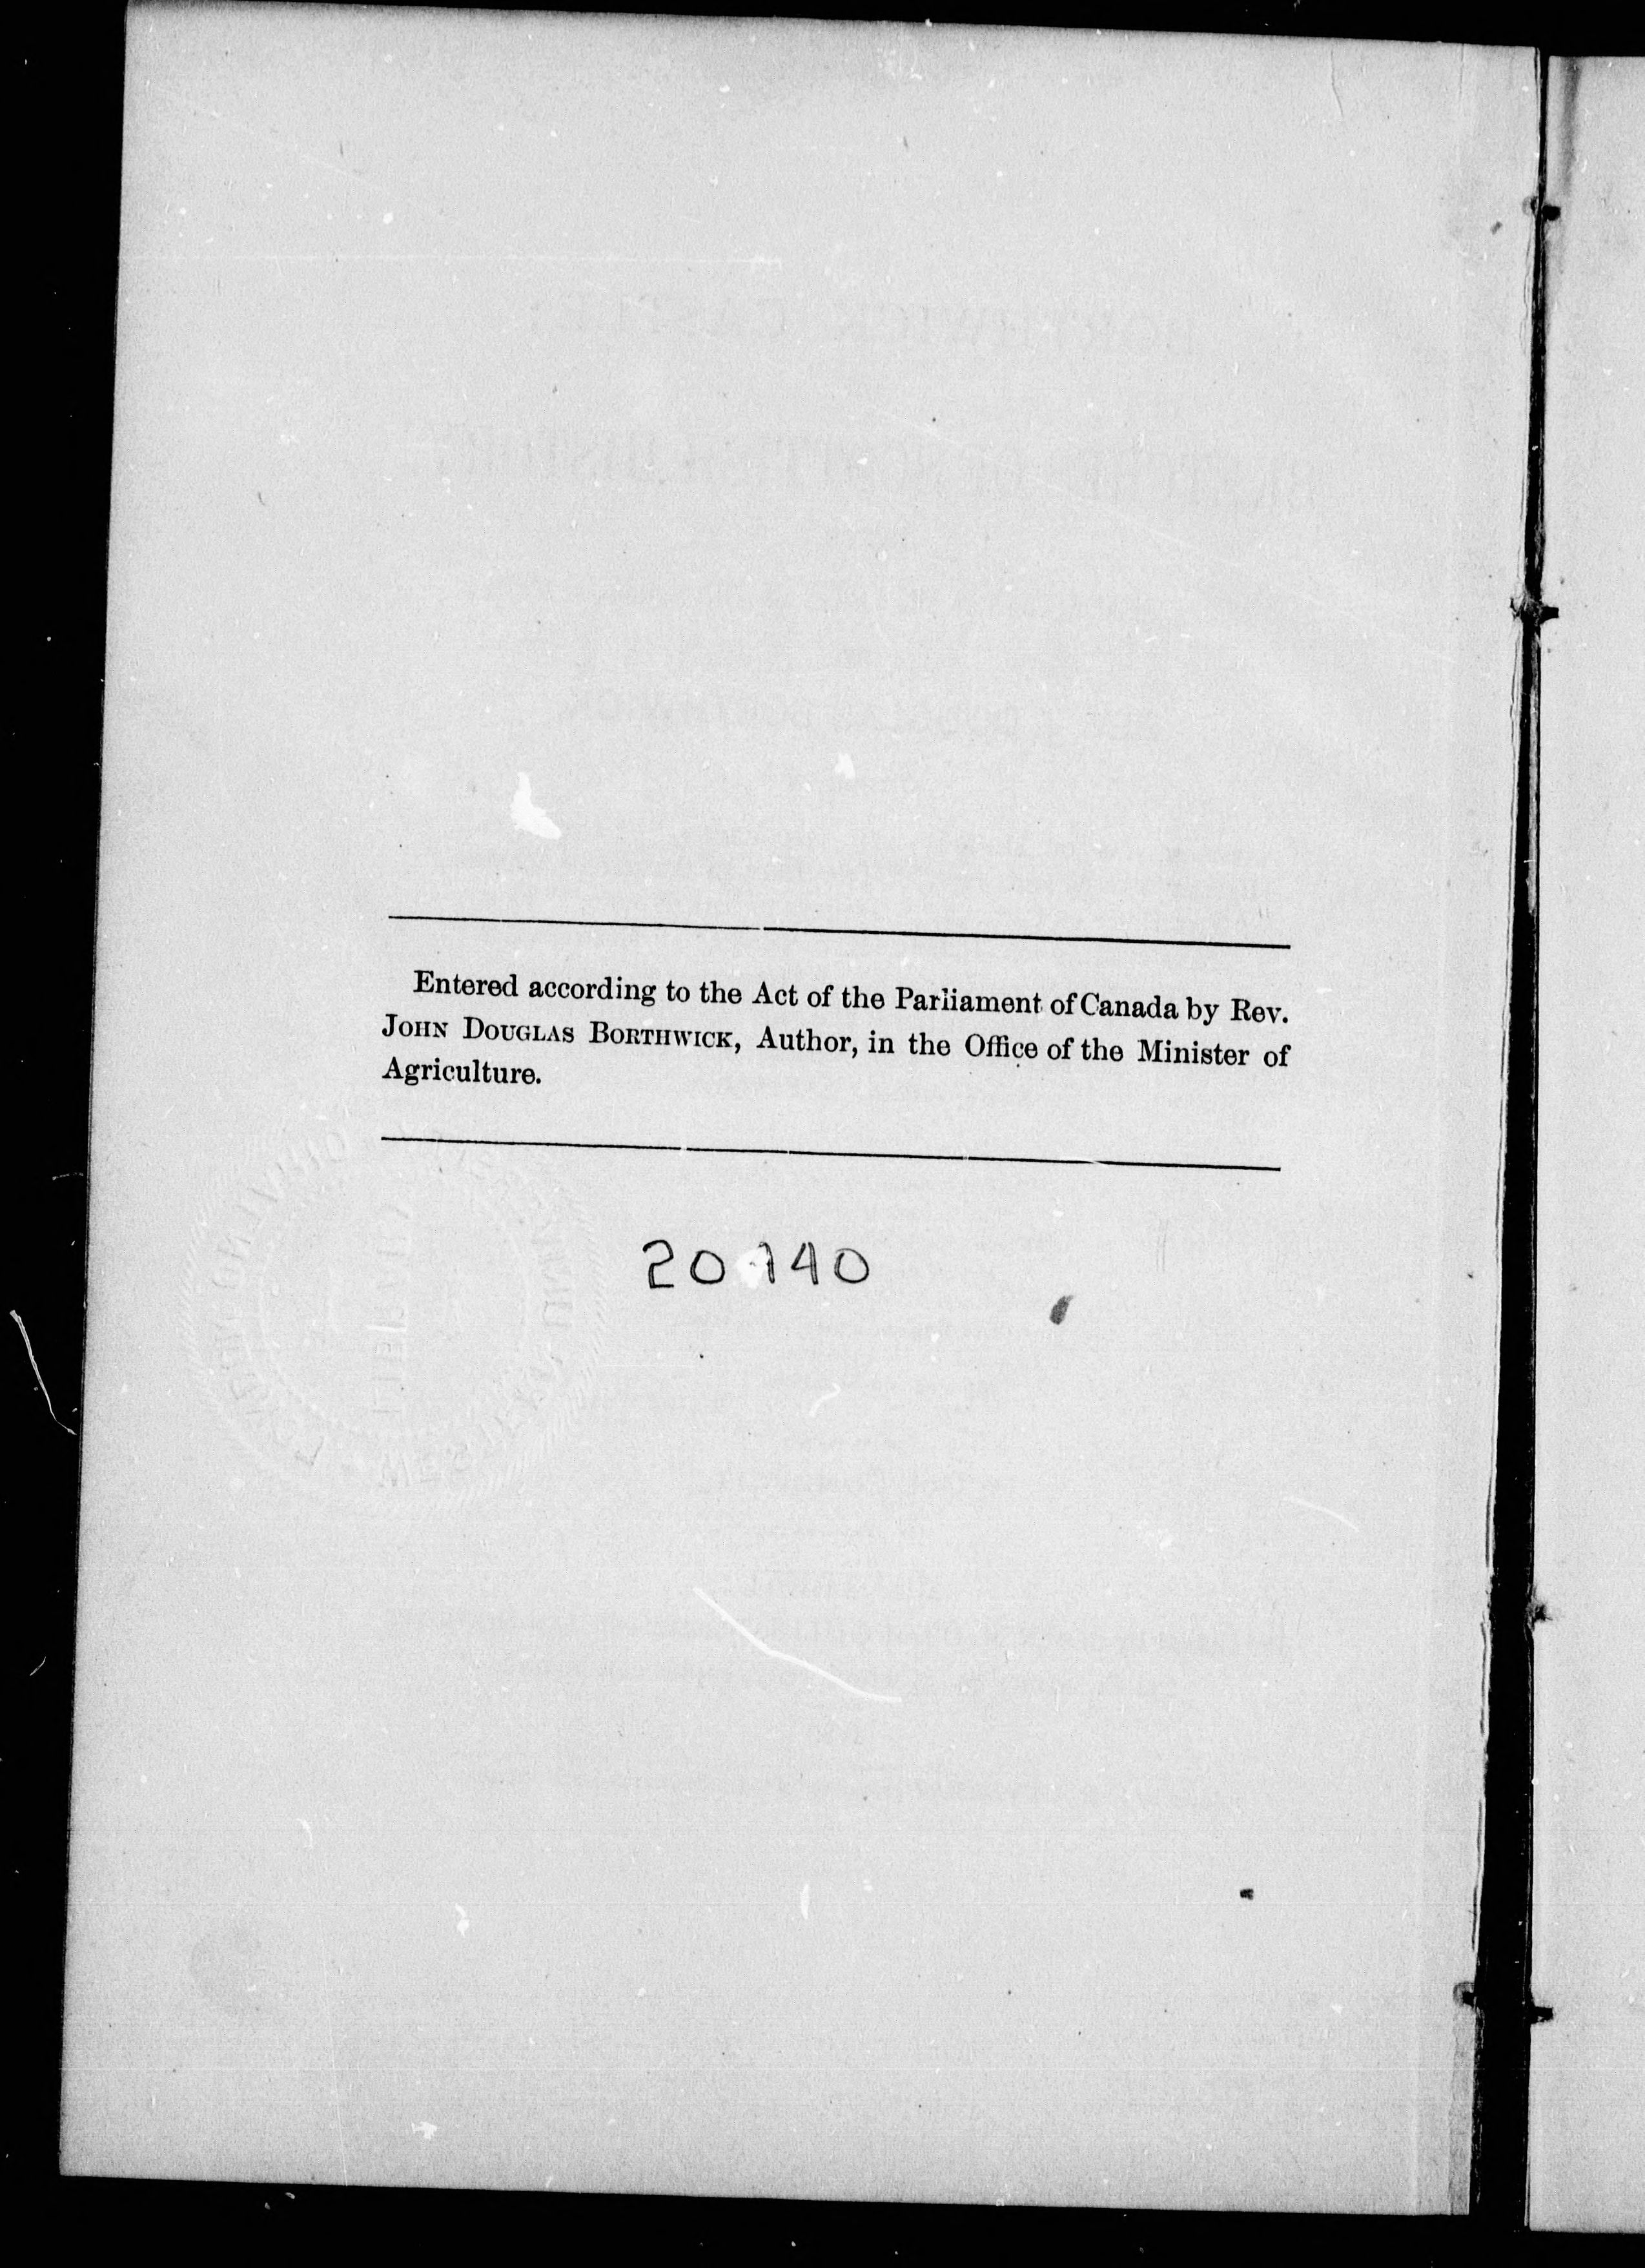 Entered according to the Act of the Parliament of Canada by Rev.
JOHN DOUGLAS BORTHWICK, Author, in the Office of the Minister of
Agriculture.
20140